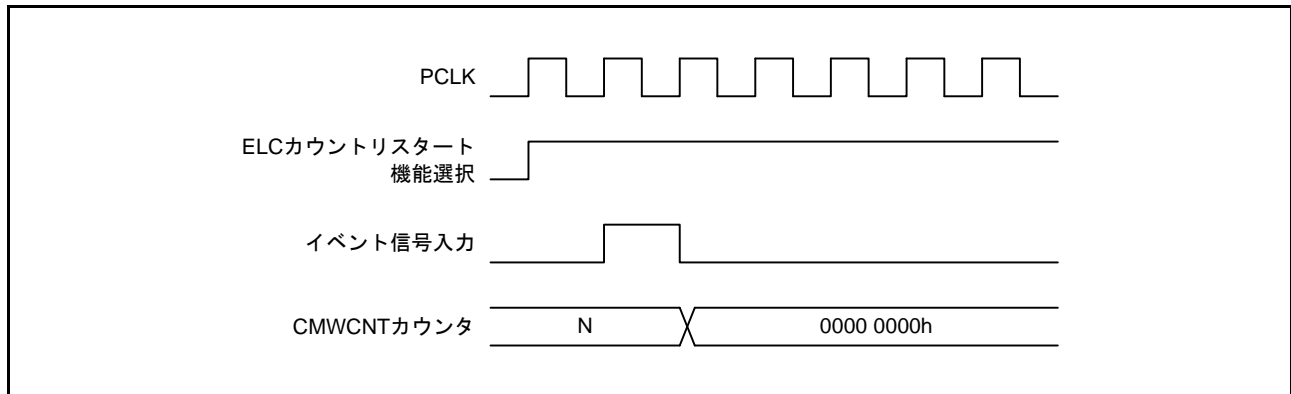 PCLK
ELCカウントリスタート
機能選択
イベント信号入力
CMWCNTカウンタ
N
0000 0000h